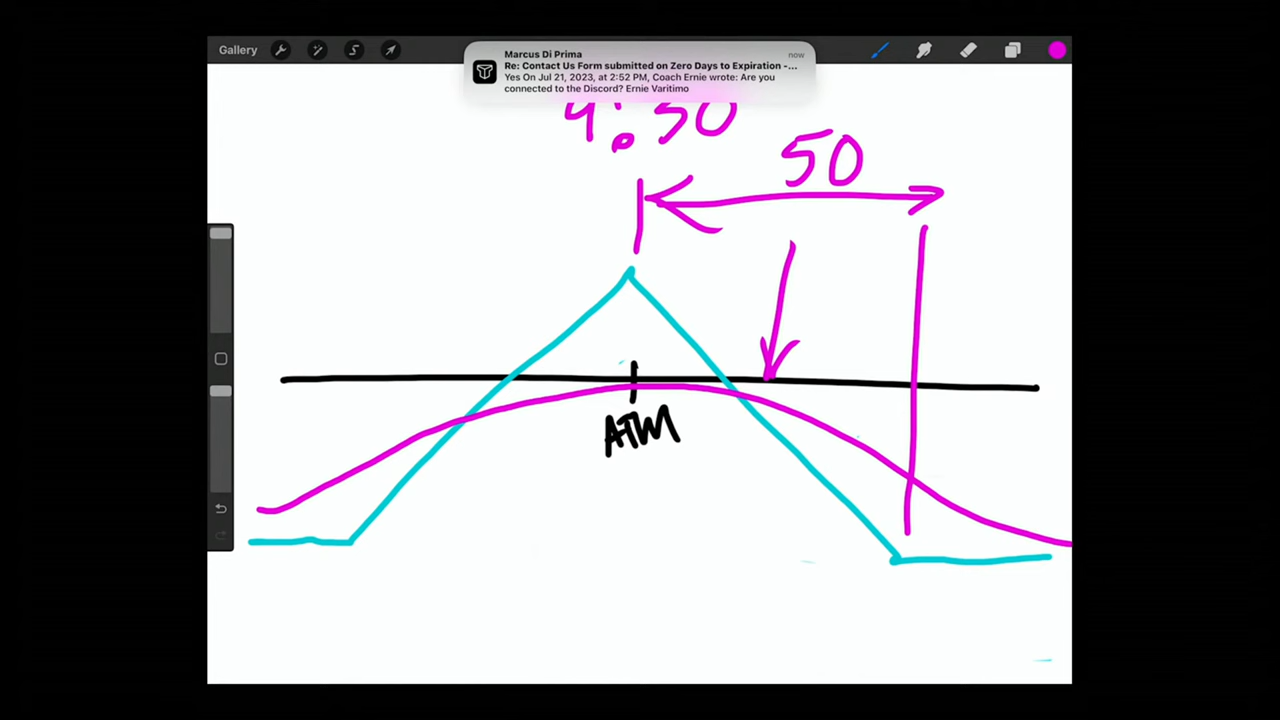 Gallery
Marcus Di Prima
now
Re: Contact Us Form submitted on Zero Days to Expiration -...
Yes On Jul 21, 2023, at 2:52 PM, Coach Ernie wrote: Are you
connected to the Discord? Ernie Varitimo
50
ATM